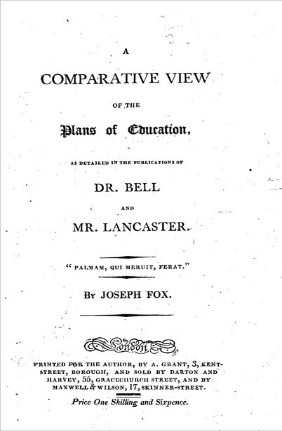 A
COMPARATIVE VIEW
OF THE
Plans of Education,
AS DETAILED IN THE PUBLICATIONS OF
DR. BELL
AND
MR. LANCASTER.
"PALMAM, QUI MERUIT, FERAT."
BY JOSEPH FOX.
London:
PRINTED FOR THE AUTHOR, BY A. GRANT, 3, KENT-
STREET, BOROUGH, AND SOLD BY DARTON AND
HARVEY, 55, GRACECHURCH STREET, AND BY
MAXWELL & WILSON, 17, SKINNER-STREET.
Price One Shilling and Sixpence.